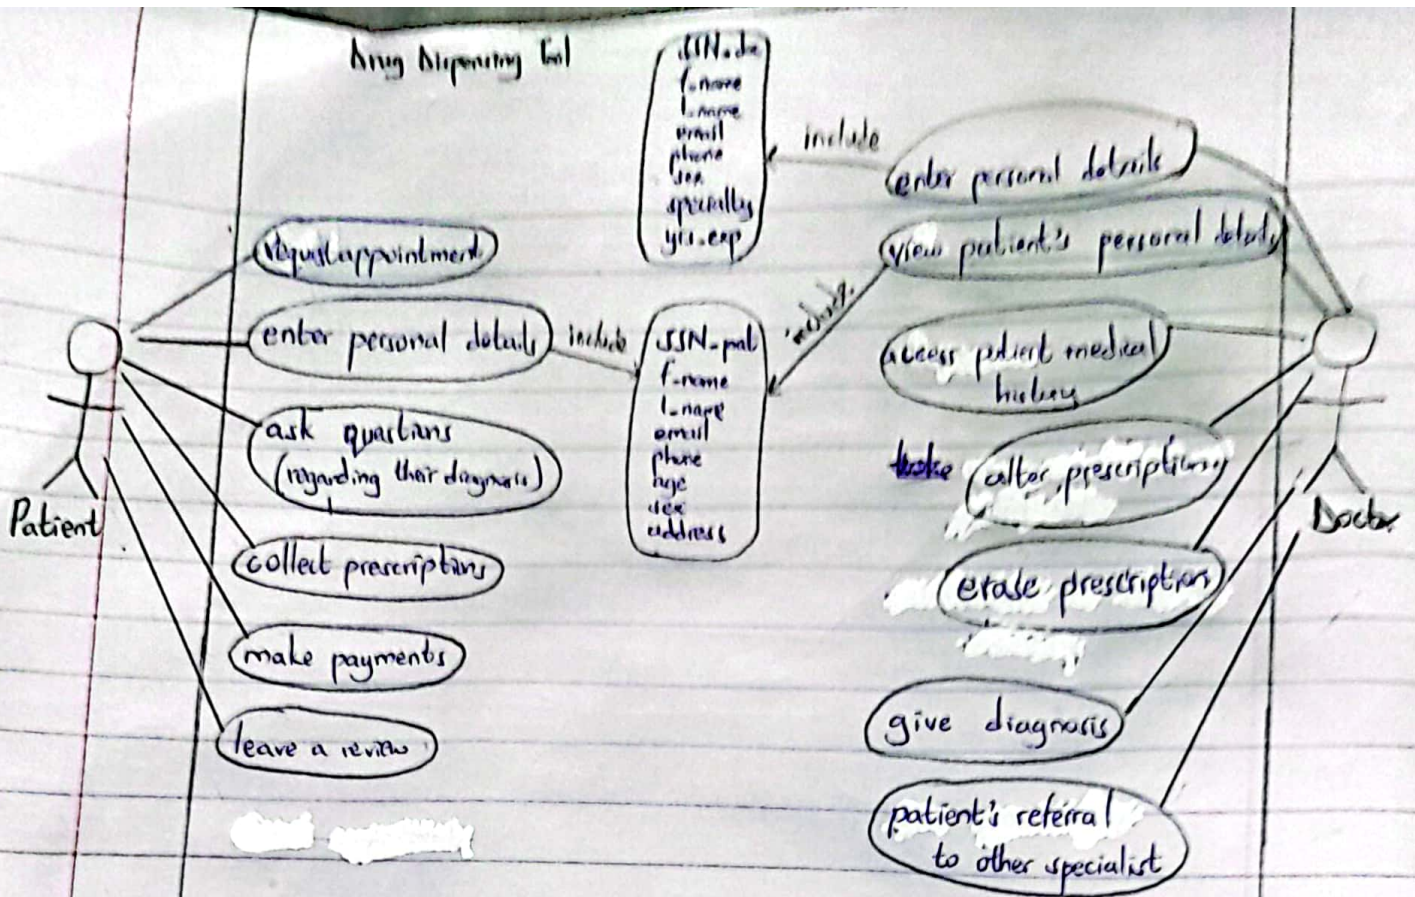 Drug Dispensing Tool
SSN_doc
f_name
l_name
email
phone
sex
specialty
yrs_exp
include
enter personal details
view patient's personal details
include
request appointment
enter personal details
include
SSN_pat
f_name
l_name
email
phone
age
sex
address
access patient medical
history
ask questions
(regarding their diagnosis)
alter prescriptions
collect prescriptions
erase prescription
make payments
give diagnosis
leave a review
patient's referral
to other specialist
Patient
Doctor